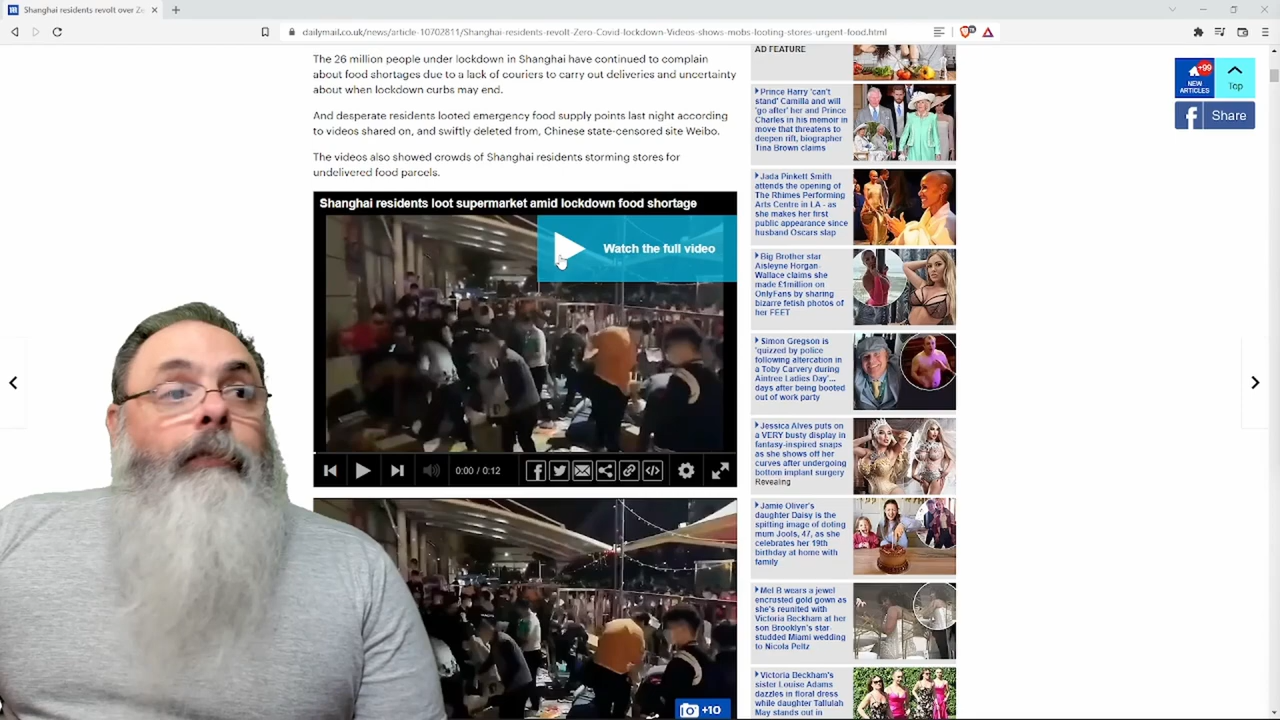 Shanghai residents revolt over Ze
dailymail.co.uk/news/article-10702811/Shanghai-residents-revolt-Zero-Covid-lockdown-Videos-shows-mobs-looting-stores-urgent-food.html
The 26 million people under lockdown in Shanghai have continued to complain
about food shortages due to a lack of couriers to carry out deliveries and uncertainty
about when lockdown curbs may end.
And desperate residents looted emergency food supply points last night according
to videos shared on, and swiftly deleted from, Chinese state-censored site Weibo.
The videos also showed crowds of Shanghai residents storming stores for
undelivered food parcels.
Shanghai residents loot supermarket amid lockdown food shortage
Watch the full video
0:00 / 0:12
+10
AD FEATURE
Prince Harry 'can't
stand' Camilla and will
'go after' her and Prince
Charles in his memoir in
move that threatens to
deepen rift, biographer
Tina Brown claims
Jada Pinkett Smith
attends the opening of
The Rhimes Performing
Arts Centre in LA - as
she makes her first
public appearance since
husband Oscars slap
Big Brother star
Aisleyne Horgan-
Wallace claims she
made £1million on
OnlyFans by sharing
bizarre fetish photos of
her FEET
Simon Gregson is
'quizzed by police
following altercation in
a Toby Carvery during
Aintree Ladies Day'...
days after being booted
out of work party
Jessica Alves puts on
a VERY busty display in
fantasy-inspired snaps
as she shows off her
curves after undergoing
bottom implant surgery
Revealing
Jamie Oliver's
daughter Daisy is the
spitting image of doting
mum Jools, 47, as she
celebrates her 19th
birthday at home with
family
Mel B wears a jewel
encrusted gold gown as
she's reunited with
Victoria Beckham at her
son Brooklyn's star-
studded Miami wedding
to Nicola Peltz
Victoria Beckham's
sister Louise Adams
dazzles in floral dress
while daughter Tallulah
May stands out in
+99
NEW
ARTICLES
Top
Share